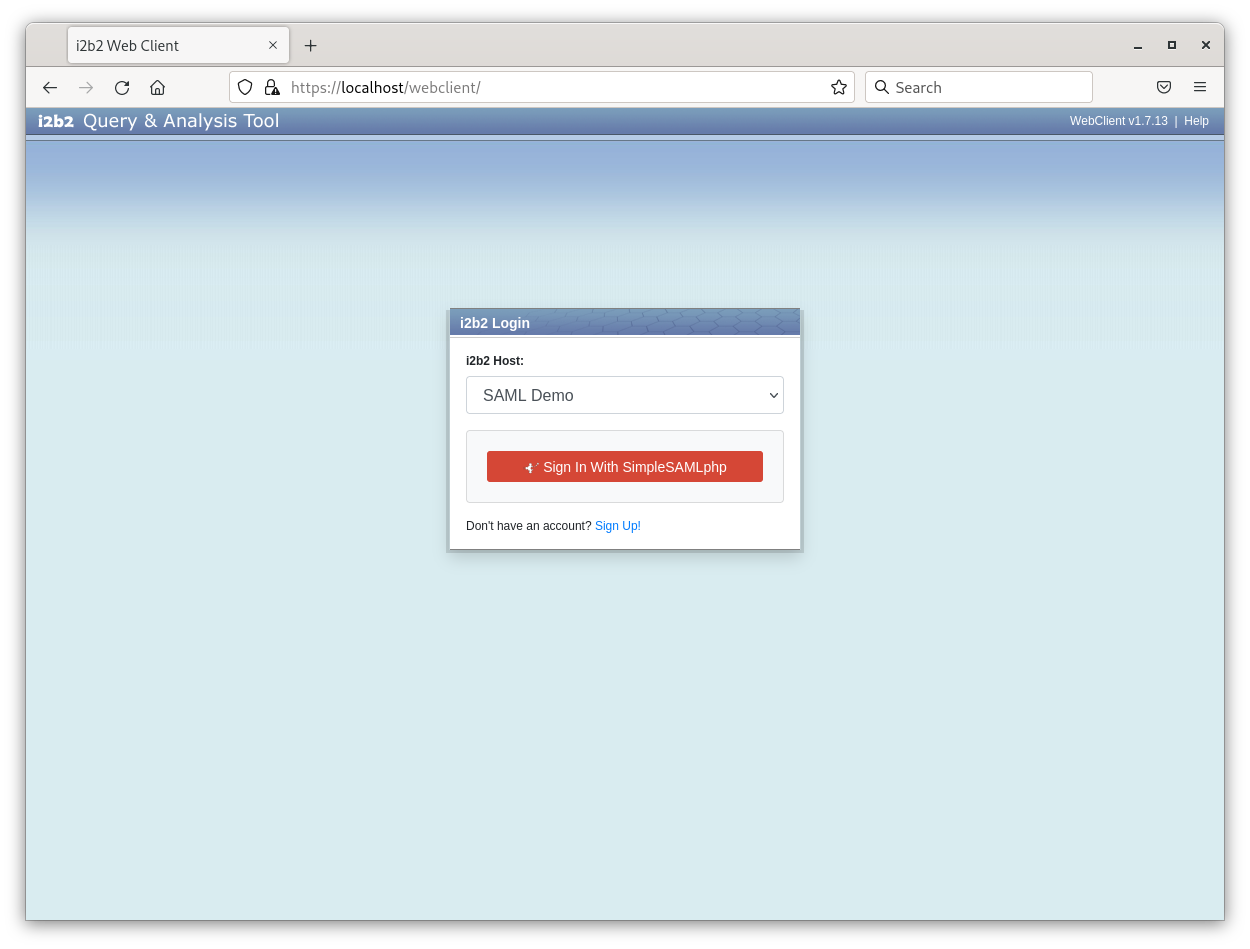 i2b2 Web Client
https://localhost/webclient/
Search
i2b2 Query & Analysis Tool
WebClient v1.7.13 | Help
i2b2 Login
i2b2 Host:
SAML Demo
Sign In With SimpleSAMLphp
Don't have an account? Sign Up!